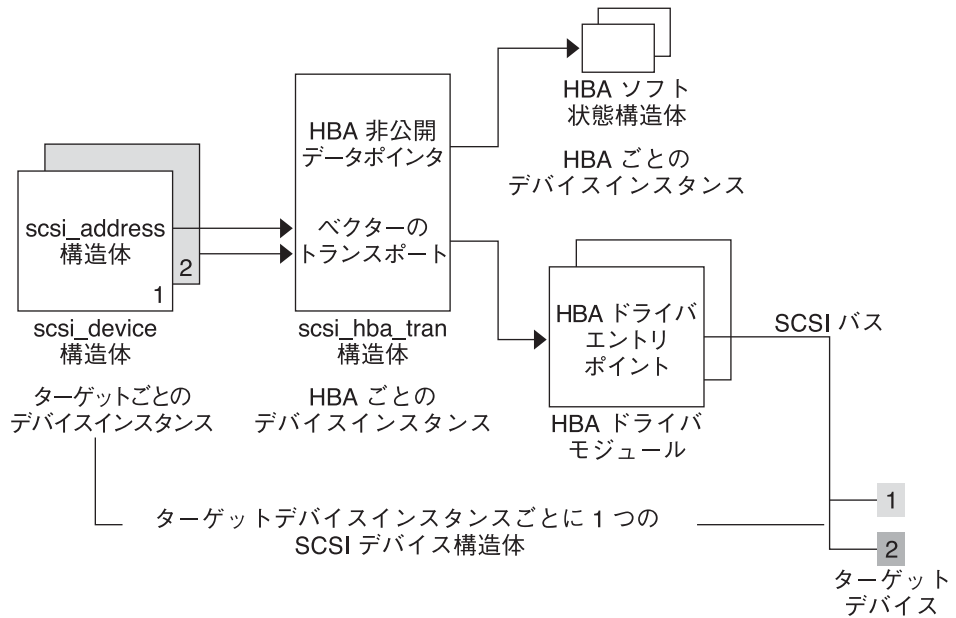 HBA ソフト
状態構造体
HBA ごとの
デバイスインスタンス
HBA 非公開
データポインタ
ベクターの
トランスポート
scsi_address
構造体
1
2
scsi_device
構造体
ターゲットごとの
デバイスインスタンス
scsi_hba_tran
構造体
HBA ごとの
デバイスインスタンス
HBA ドライバ
エントリ
ポイント
HBA ドライバ
モジュール
SCSI バス
ターゲットデバイスインスタンスごとに 1 つの
SCSI デバイス構造体
1
2
ターゲット
デバイス